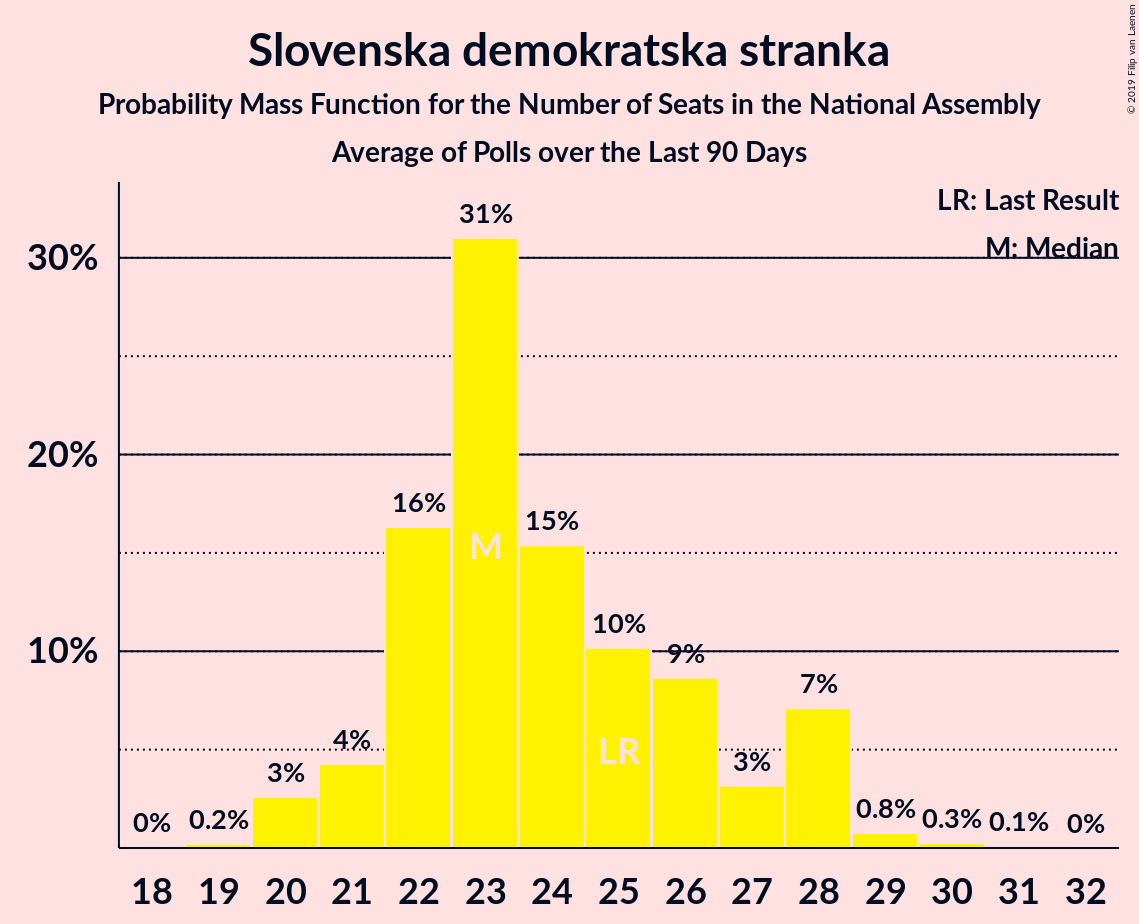 Slovenska demokratska stranka
Probability Mass Function for the Number of Seats in the National Assembly
Average of Polls over the Last 90 Days
© 2019 Filip van Laenen
LR: Last Result
M: Median
30%
20%
10%
0%
0.2%
3%
4%
16%
31%
15%
10%
9%
3%
7%
0.8%
0.3%
0.1%
0%
M
LR
18 19 20 21 22 23 24 25 26 27 28 29 30 31 32